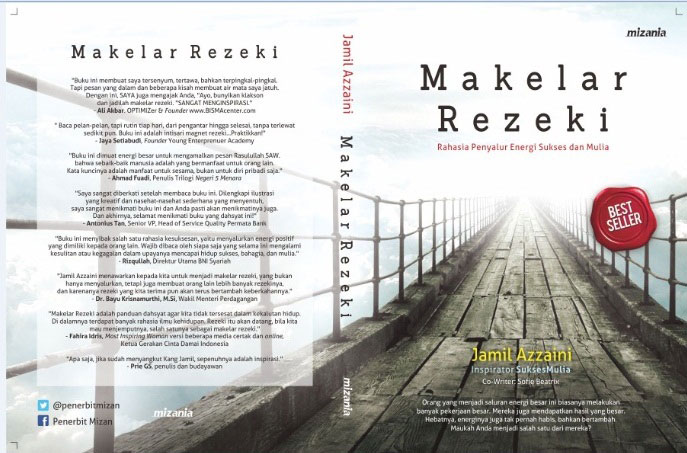 Makelar Rezeki
"Buku ini membuat saya tersenyum, tertawa, bahkan terpingkal-pingkal.
Tapi pesan yang dalam dan beberapa kisah membuat air mata saya jatuh.
Dengan ini, SAYA juga mengajak Anda, "Ayo, bunyikan klakson
dan jadilah makelar rezeki. "SANGAT MENGINSPIRASI."
- Ali Akbar, OPTIMIZer & Founder www.BISMAcenter.com
" Baca pelan-pelan, tapi rutin tiap hari, dari pengantar hingga selesai, tanpa terlewat
sedikit pun. Buku ini adalah intisari magnet rezeki...Praktikkan!"
- Jaya Setiabudi, Founder Young Enterprenuer Academy
"Buku ini dimuat energi besar untuk mengamalkan pesan Rasulullah SAW.
bahwa sebaik-baik manusia adalah yang bermanfaat untuk orang lain.
Kata kuncinya adalah manfaat untuk sesama, bukan untuk diri pribadi saja."
- Ahmad Fuadi, Penulis Trilogi Negeri 5 Menara
"Saya sangat diberkati setelah membaca buku ini. Dilengkapi ilustrasi
yang kreatif dan nasehat-nasehat sederhana yang menyentuh,
saya sangat menikmati buku ini dan Anda pasti akan menikmatinya juga.
Dan akhirnya, selamat menikmati buku yang dahsyat ini!"
- Antonius Tan, Senior VP, Head of Service Quality Permata Bank
"Buku ini menyibak salah satu rahasia kesuksesan, yaitu menyalurkan energi positif
yang dimiliki kepada orang lain. Wajib dibaca oleh siapa saja yang selama ini mengalami
kesulitan atau kegagalan dalam upayanya mencapai hidup sukses, bahagia, dan mulia."
- Rizqullah, Direktur Utama BNI Syariah
"Jamil Azzaini menawarkan kepada kita untuk menjadi makelar rezeki, yang bukan
hanya menyalurkan, tetapi juga membuat orang lain lebih banyak rezekinya,
dan karenanya rezeki yang kita terima pun akan terus bertambah keberkahannya."
- Dr. Bayu Krisnamurthi, M.Si, Wakil Menteri Perdagangan
"Makelar Rezeki adalah panduan dahsyat agar kita tidak tersesat dalam kekalutan hidup.
Di dalamnya terdapat banyak rahasia ilmu kehidupan. Rezeki itu akan datang, bila kita
mau menjemputnya, salah satunya sebagai makelar rezeki."
- Fahira Idris, Most Inspiring Women versi beberapa media cetak dan online.
Ketua Gerakan Cinta Damai Indonesia
"Apa saja, jika sudah menyangkut Kang Jamil, sepenuhnya adalah inspirasi."
- Prie GS, penulis dan budayawan
@penerbitmizan
Penerbit Mizan
mizania
Jamil Azzaini
Makelar Rezeki
mizania
mizania
Makelar
Rezeki
Rahasia Penyalur Energi Sukses dan Mulia
BEST
SELLER
Jamil Azzaini
Inspirator SuksesMulia
Co-Writer: Sofie Beatrix
Orang yang menjadi saluran energi besar ini biasanya melakukan
banyak pekerjaan besar. Mereka juga mendapatkan hasil yang besar.
Hebatnya, energinya juga tak pernah habis, bahkan bertambah.
Maukah Anda menjadi salah satu dari mereka?